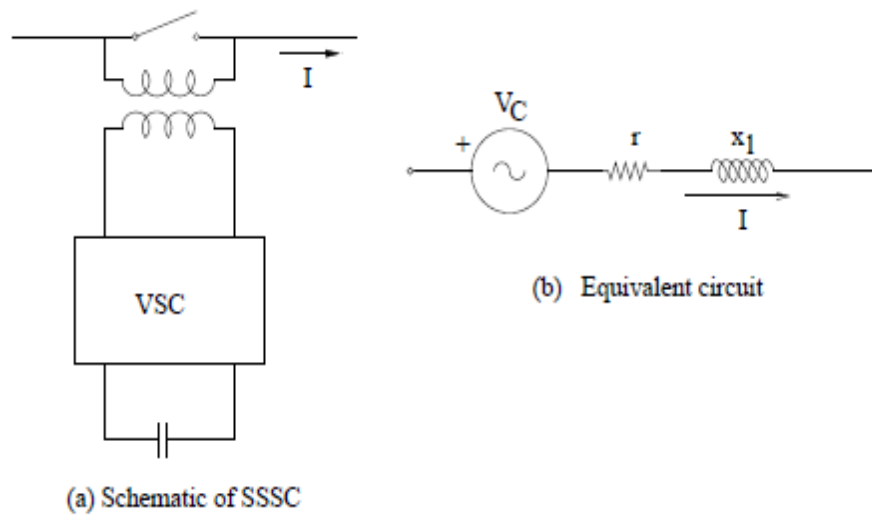 I
VSC
(a) Schematic of SSSC
V_C
+
r
x_1
I
(b) Equivalent circuit